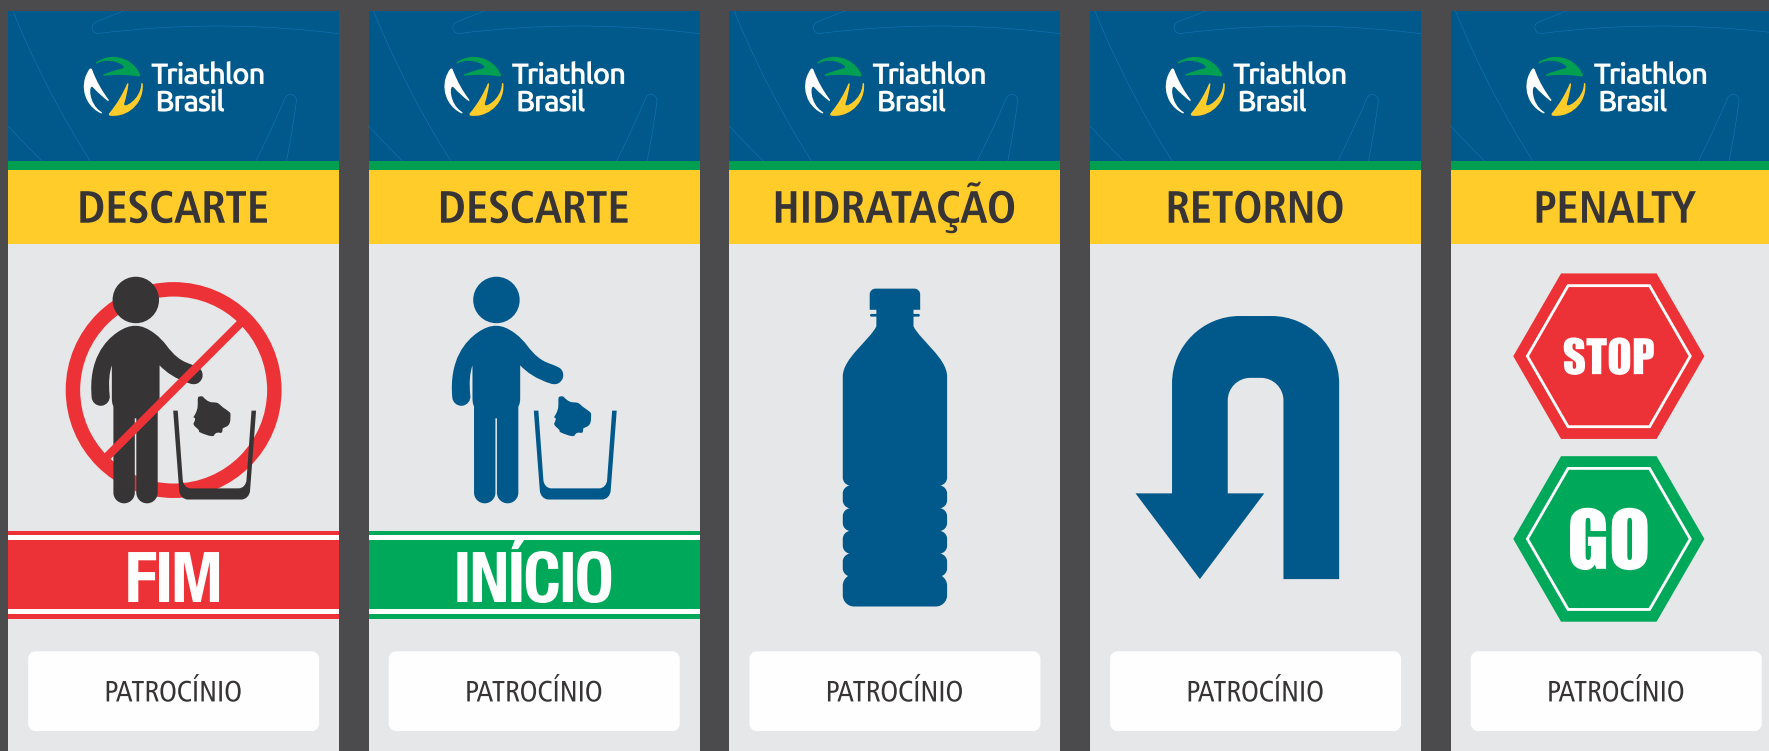 Triathlon
Brasil
DESCARTE
FIM
PATROCÍNIO
Triathlon
Brasil
DESCARTE
INÍCIO
PATROCÍNIO
Triathlon
Brasil
HIDRATAÇÃO
PATROCÍNIO
Triathlon
Brasil
RETORNO
PATROCÍNIO
Triathlon
Brasil
PENALTY
STOP
GO
PATROCÍNIO